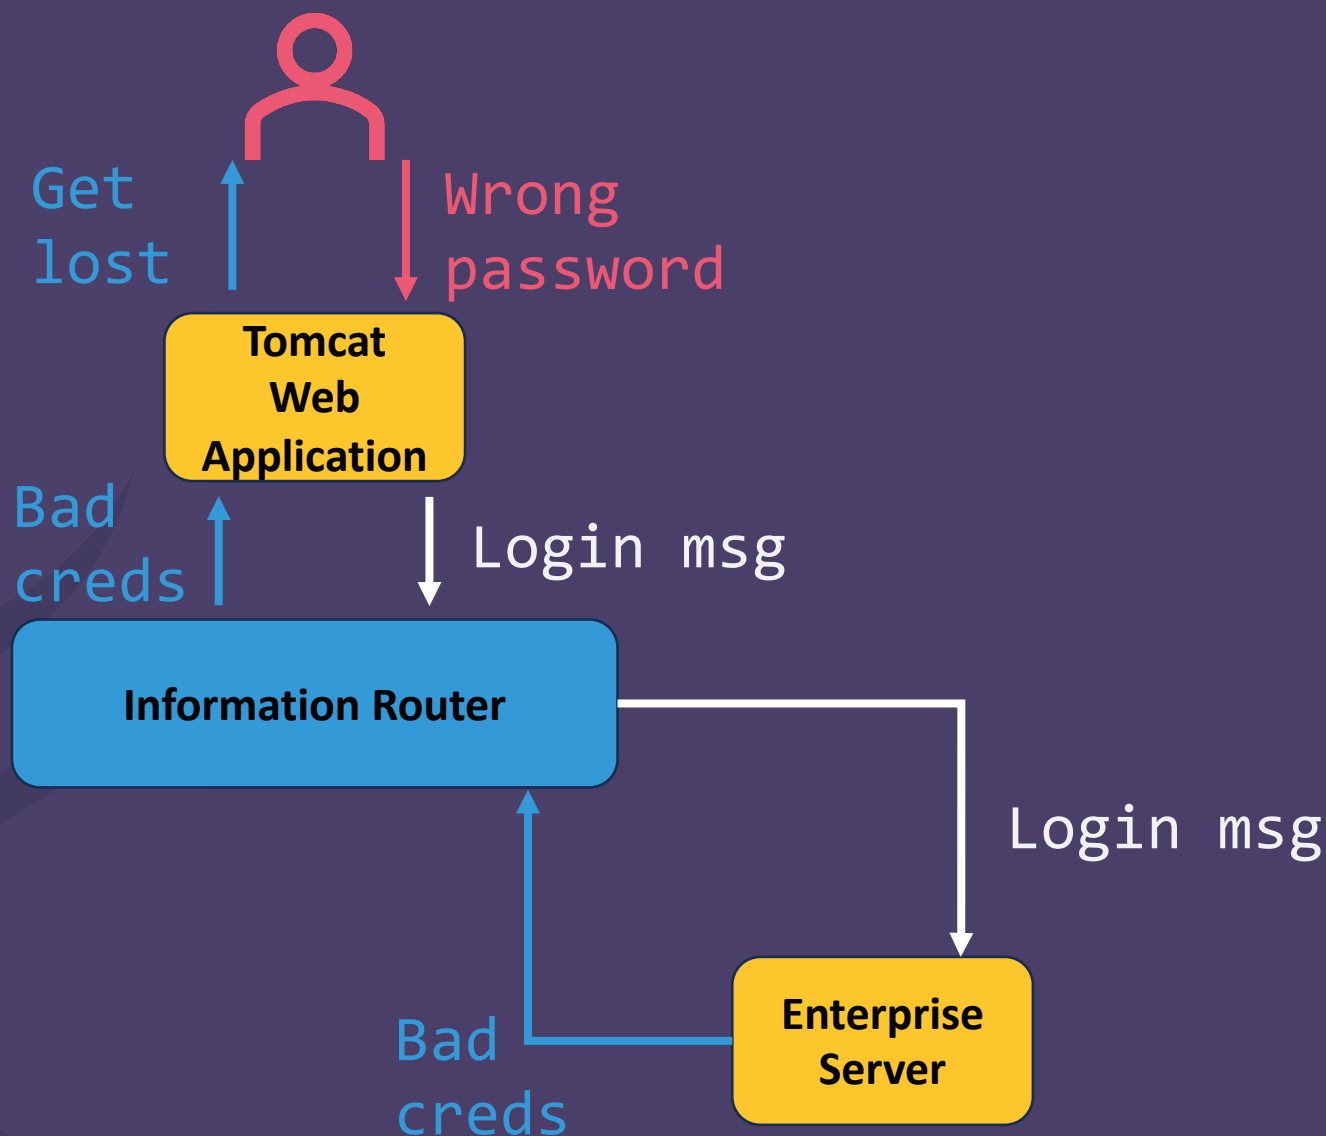 Get
lost
Wrong
password
Tomcat
Web
Application
Bad
creds
Login msg
Information Router
Login msg
Bad
creds
Enterprise
Server